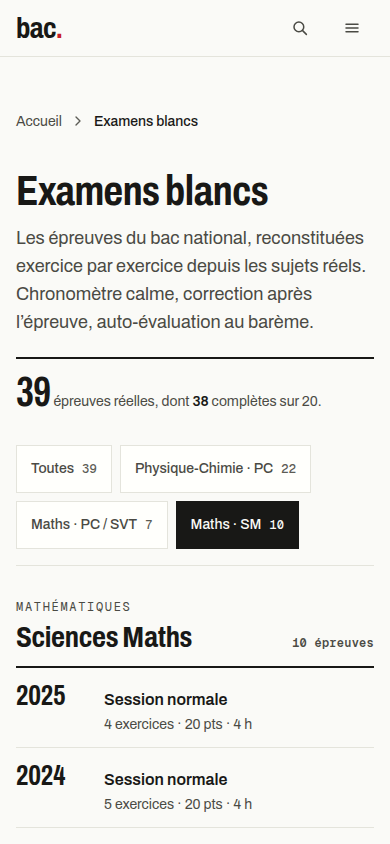 bac.
Accueil > Examens blancs
Examens blancs
Les épreuves du bac national, reconstituées
exercice par exercice depuis les sujets réels.
Chronomètre calme, correction après
l'épreuve, auto-évaluation au barème.
39 épreuves réelles, dont 38 complètes sur 20.
Toutes 39
Physique-Chimie · PC 22
Maths · PC / SVT 7
Maths · SM 10
MATHÉMATIQUES
Sciences Maths
10 épreuves
2025
Session normale
4 exercices · 20 pts · 4 h
2024
Session normale
5 exercices · 20 pts · 4 h